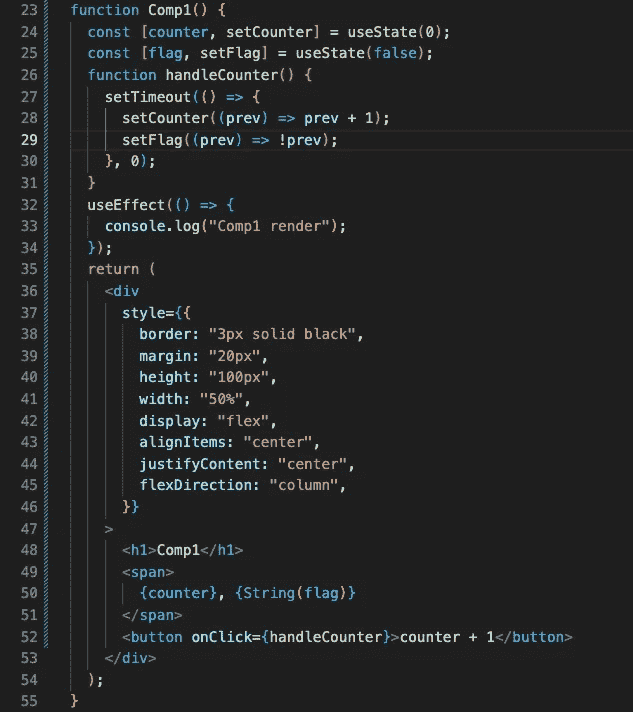 23 function Comp1() {
24 const [counter, setCounter] = useState(0);
25 const [flag, setFlag] = useState(false);
26 function handleCounter() {
27 setTimeout(() => {
28 setCounter((prev) => prev + 1);
29 setFlag((prev) => !prev);
30 }, 0);
31 }
32 useEffect(() => {
33 console.log("Comp1 render");
34 });
35 return (
36 <div
37 style={{
38 border: "3px solid black",
39 margin: "20px",
40 height: "100px",
41 width: "50%",
42 display: "flex",
43 alignItems: "center",
44 justifyContent: "center",
45 flexDirection: "column",
46 }}
47 >
48 <h1>Comp1</h1>
49 <span>
50 {counter}, {String(flag)}
51 </span>
52 <button onClick={handleCounter}>counter + 1</button>
53 </div>
54 );
55 }